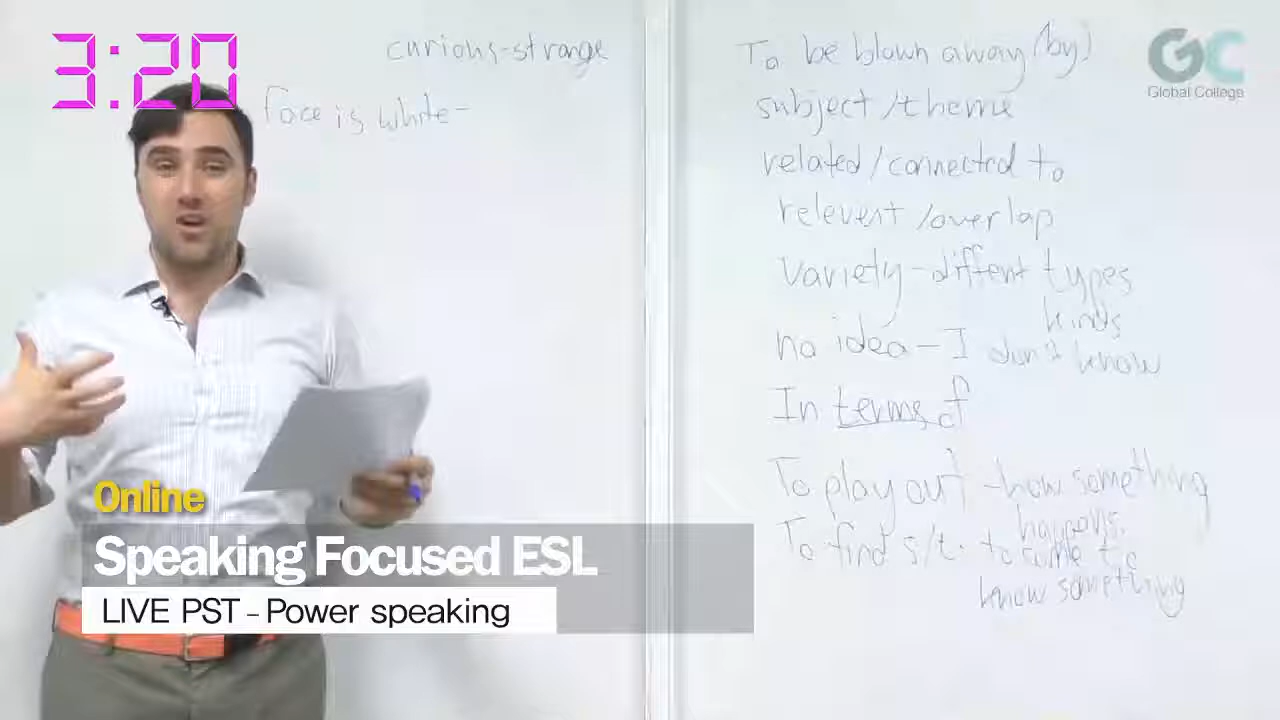 3:20
curious-strange
face is white-
To be blown away (by)
subject/theme
related/connected to
relevent/overlap
variety-diffent types
kinds
no idea-I don't know
In terms of
To play out-how something
happens.
To find s/t. to come to
know something
GC
Global College
Online
Speaking Focused ESL
LIVE PST - Power speaking